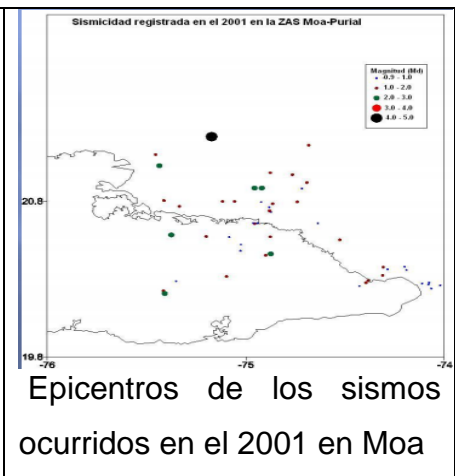 Sismicidad registrada en el 2001 en la ZAS Moa-Purial
Magnitud (Md)
0.9 - 1.0
1.0 - 2.0
2.0 - 3.0
3.0 - 4.0
4.0 - 5.0
20.8
19.8
-76
-75
-74
Epicentros de los sismos
ocurridos en el 2001 en Moa